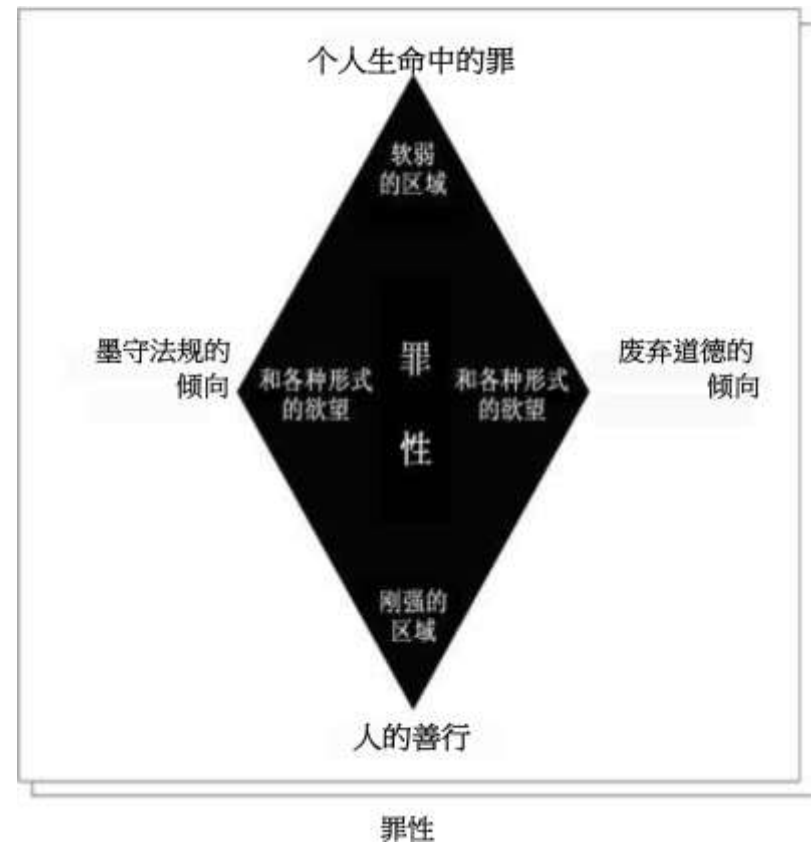 个人生命中的罪
软弱
的区域
墨守法规的
倾向
和各种形式
的欲望
罪
性
和各种形式
的欲望
废弃道德的
倾向
刚强的
区域
人的善行
罪性